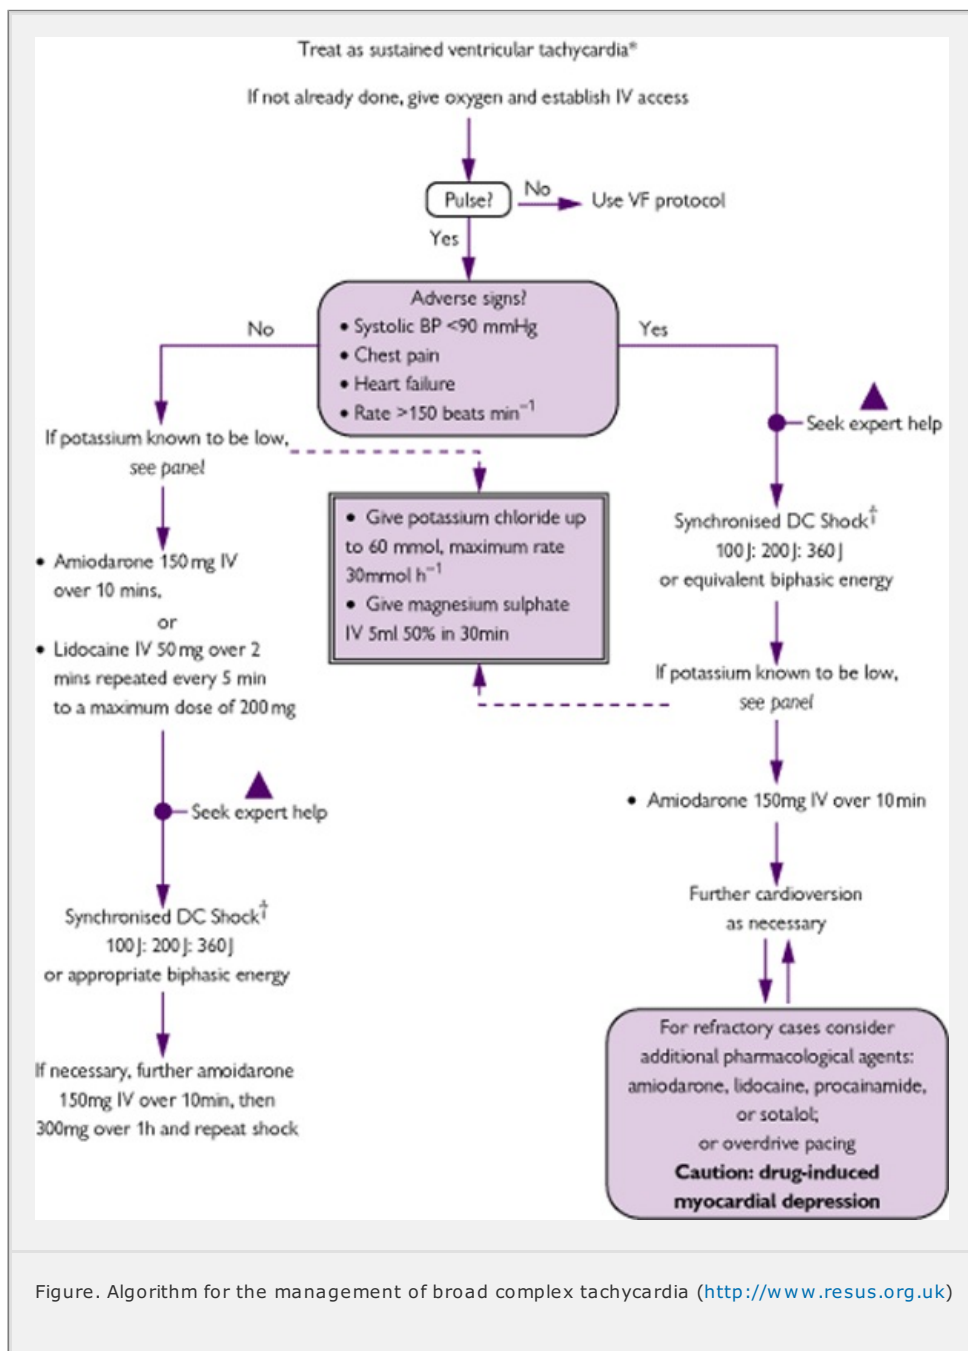 Treat as sustained ventricular tachycardia*
If not already done, give oxygen and establish IV access
Pulse?
No
Use VF protocol
Yes
Adverse signs?
• Systolic BP <90 mmHg
• Chest pain
• Heart failure
• Rate >150 beats min⁻¹
No
Yes
If potassium known to be low,
see panel
• Amiodarone 150 mg IV
over 10 mins,
or
• Lidocaine IV 50 mg over 2
mins repeated every 5 min
to a maximum dose of 200 mg
Seek expert help
Synchronised DC Shock‡
100 J: 200 J: 360 J
or appropriate biphasic energy
If necessary, further amoidarone
150mg IV over 10min, then
300mg over 1h and repeat shock
• Give potassium chloride up
to 60 mmol, maximum rate
30mmol h⁻¹
• Give magnesium sulphate
IV 5ml 50% in 30min
Seek expert help
Synchronised DC Shock‡
100 J: 200 J: 360 J
or equivalent biphasic energy
If potassium known to be low,
see panel
• Amiodarone 150mg IV over 10 min
Further cardioversion
as necessary
For refractory cases consider
additional pharmacological agents:
amiodarone, lidocaine, procainamide,
or sotalol;
or overdrive pacing
Caution: drug-induced
myocardial depression
Figure. Algorithm for the management of broad complex tachycardia (http://www.resus.org.uk)